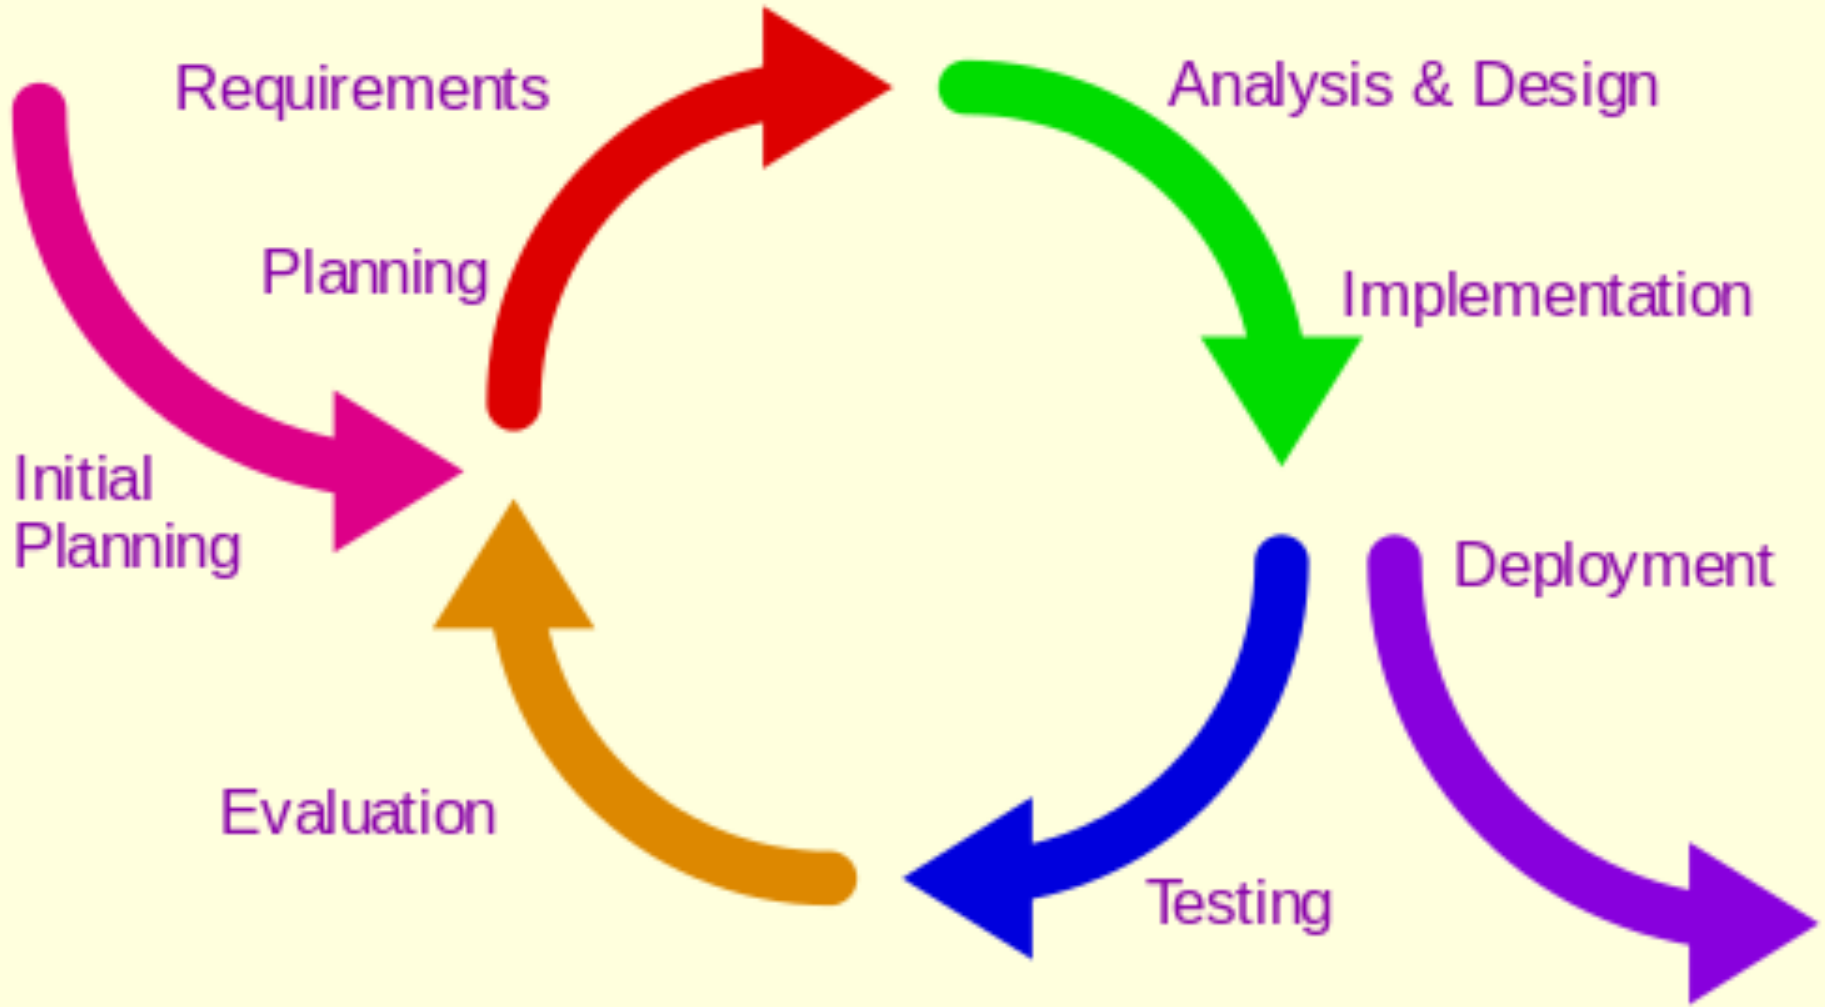 Requirements
Analysis & Design
Planning
Implementation
Initial
Planning
Deployment
Evaluation
Testing